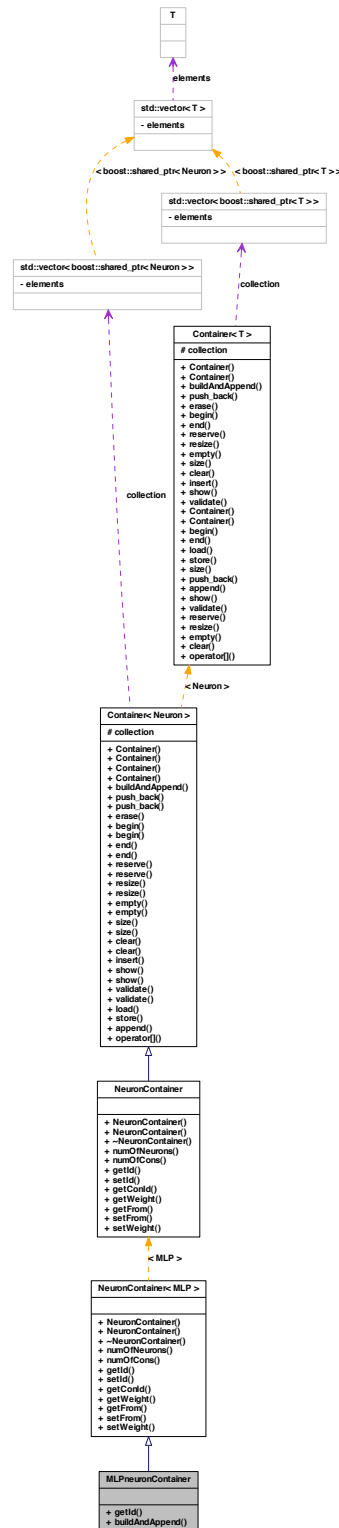 T
elements
std::vector< T >
- elements
< boost::shared_ptr< Neuron > >
< boost::shared_ptr< T > >
std::vector< boost::shared_ptr< T > >
- elements
std::vector< boost::shared_ptr< Neuron > >
- elements
collection
collection
Container< T >
# collection
+ Container()
+ Container()
+ buildAndAppend()
+ push_back()
+ erase()
+ begin()
+ end()
+ reserve()
+ resize()
+ empty()
+ size()
+ clear()
+ insert()
+ show()
+ validate()
+ Container()
+ Container()
+ begin()
+ end()
+ load()
+ store()
+ size()
+ push_back()
+ append()
+ show()
+ validate()
+ reserve()
+ resize()
+ empty()
+ clear()
+ operator[]()
< Neuron >
Container< Neuron >
# collection
+ Container()
+ Container()
+ Container()
+ Container()
+ buildAndAppend()
+ push_back()
+ push_back()
+ erase()
+ begin()
+ begin()
+ end()
+ end()
+ reserve()
+ reserve()
+ resize()
+ resize()
+ empty()
+ empty()
+ size()
+ size()
+ clear()
+ clear()
+ insert()
+ show()
+ show()
+ validate()
+ validate()
+ load()
+ store()
+ append()
+ operator[]()
NeuronContainer
+ NeuronContainer()
+ NeuronContainer()
+ ~NeuronContainer()
+ numOfNeurons()
+ numOfCons()
+ getId()
+ setId()
+ getConId()
+ getWeight()
+ getFrom()
+ setFrom()
+ setWeight()
< MLP >
NeuronContainer< MLP >
+ NeuronContainer()
+ NeuronContainer()
+ ~NeuronContainer()
+ numOfNeurons()
+ numOfCons()
+ getId()
+ setId()
+ getConId()
+ getWeight()
+ getFrom()
+ setFrom()
+ setWeight()
MLPneuronContainer
+ getId()
+ buildAndAppend()